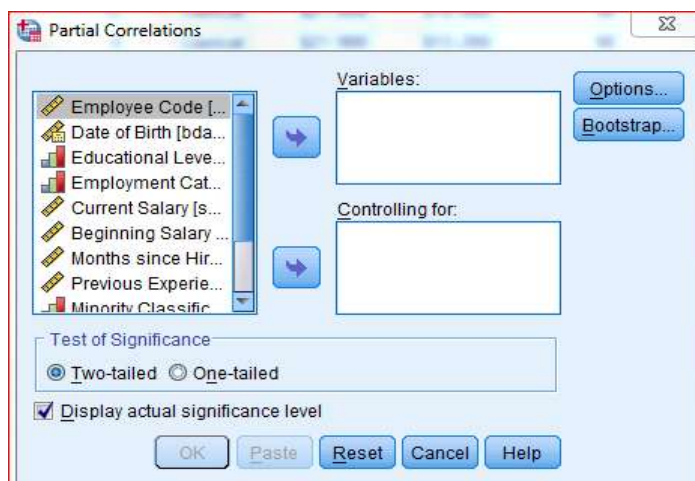 Partial Correlations
Variables:
Employee Code [...
Date of Birth [bda...
Educational Leve...
Employment Cat...
Current Salary [s...
Beginning Salary ...
Months since Hir...
Previous Experie...
Minority Classific
Controlling for:
Options...
Bootstrap...
Test of Significance
Two-tailed One-tailed
Display actual significance level
OK Paste Reset Cancel Help